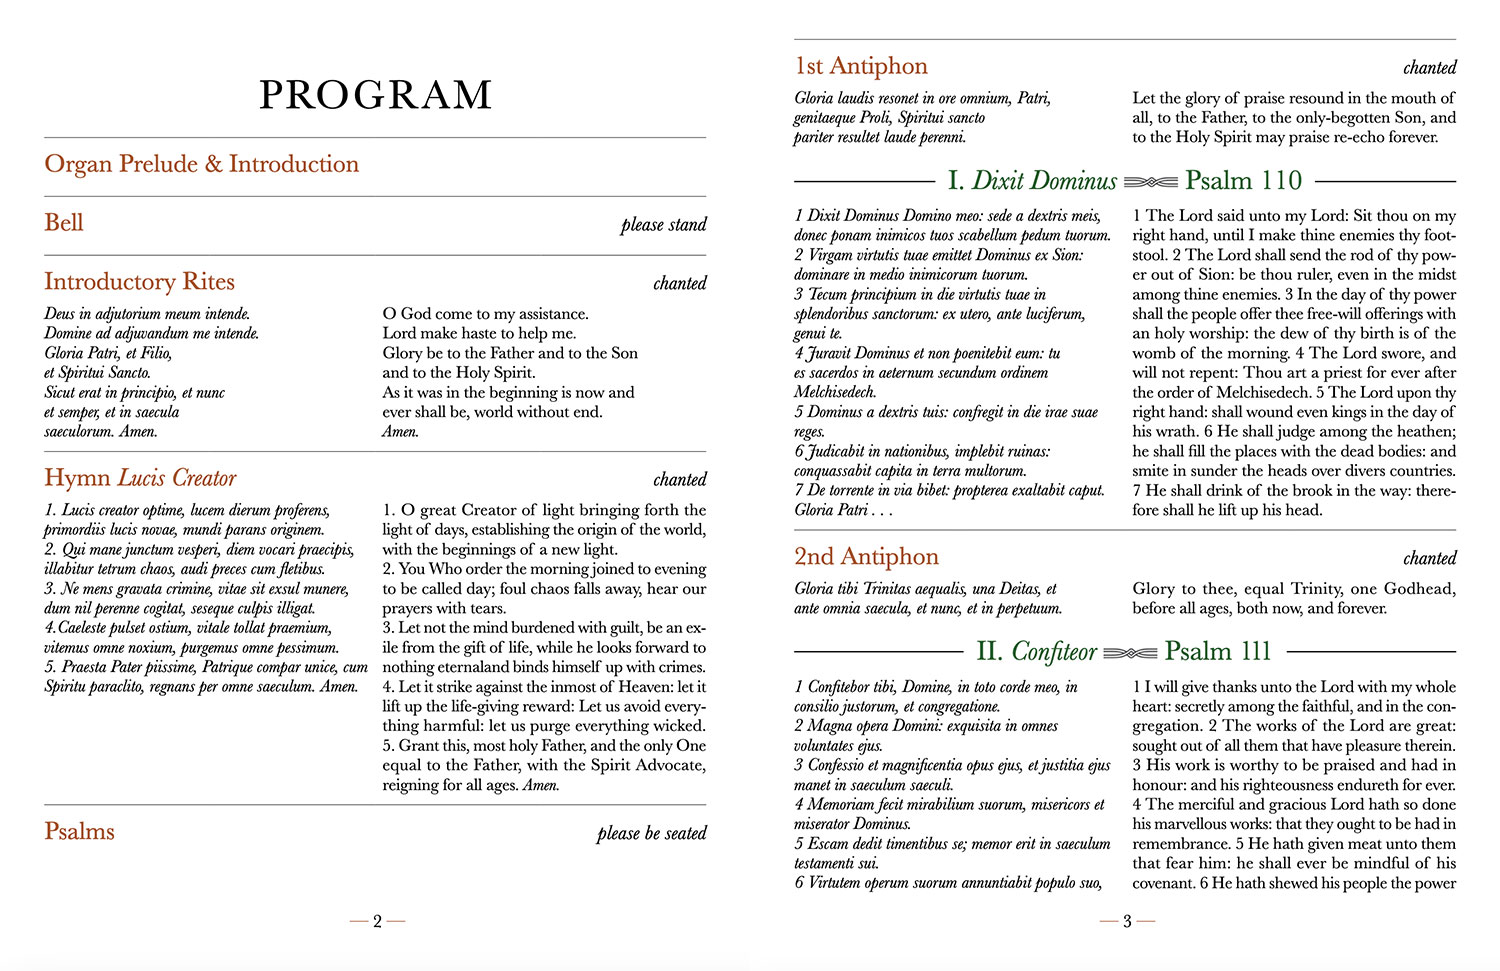 PROGRAM
Organ Prelude & Introduction
Bell please stand
Introductory Rites chanted
Deus in adjutorium meum intende.
Domine ad adjuvandum me intende.
Gloria Patri, et Filio,
et Spiritui Sancto.
Sicut erat in principio, et nunc
et semper, et in saecula
saeculorum. Amen.
O God come to my assistance.
Lord make haste to help me.
Glory be to the Father and to the Son
and to the Holy Spirit.
As it was in the beginning is now and
ever shall be, world without end.
Amen.
Hymn Lucis Creator chanted
1. Lucis creator optime, lucem dierum proferens,
primordiis lucis novae, mundi parans originem.
2. Qui mane junctum vesperi, diem vocari praecipis,
illabitur tetrum chaos, audi preces cum fletibus.
3. Ne mens gravata crimine, vitae sit exsul munere,
dum nil perenne cogitat, seseque culpis illigat.
4.Caeleste pulset ostium, vitale tollat praemium,
vitemus omne noxium, purgemus omne pessimum.
5. Praesta Pater piissime, Patrique compar unice, cum
Spiritu paraclito, regnans per omne saeculum. Amen.
1. O great Creator of light bringing forth the
light of days, establishing the origin of the world,
with the beginnings of a new light.
2. You Who order the morning joined to evening
to be called day; foul chaos falls away, hear our
prayers with tears.
3. Let not the mind burdened with guilt, be an ex-
ile from the gift of life, while he looks forward to
nothing eternaland binds himself up with crimes.
4. Let it strike against the inmost of Heaven: let it
lift up the life-giving reward: Let us avoid every-
thing harmful: let us purge everything wicked.
5. Grant this, most holy Father, and the only One
equal to the Father, with the Spirit Advocate,
reigning for all ages. Amen.
Psalms please be seated
— 2 —
1st Antiphon chanted
Gloria laudis resonet in ore omnium, Patri,
genitaeque Proli, Spiritui sancto
pariter resultet laude perenni.
Let the glory of praise resound in the mouth of
all, to the Father, to the only-begotten Son, and
to the Holy Spirit may praise re-echo forever.
I. Dixit Dominus Psalm 110
1 Dixit Dominus Domino meo: sede a dextris meis,
donec ponam inimicos tuos scabellum pedum tuorum.
2 Virgam virtutis tuae emittet Dominus ex Sion:
dominare in medio inimicorum tuorum.
3 Tecum principium in die virtutis tuae in
splendoribus sanctorum: ex utero, ante luciferum,
genui te.
4 Juravit Dominus et non poenitebit eum: tu
es sacerdos in aeternum secundum ordinem
Melchisedech.
5 Dominus a dextris tuis: confregit in die irae suae
reges.
6 Judicabit in nationibus, implebit ruinas:
conquassabit capita in terra multorum.
7 De torrente in via bibet: propterea exaltabit caput.
Gloria Patri . . .
1 The Lord said unto my Lord: Sit thou on my
right hand, until I make thine enemies thy foot-
stool. 2 The Lord shall send the rod of thy pow-
er out of Sion: be thou ruler, even in the midst
among thine enemies. 3 In the day of thy power
shall the people offer thee free-will offerings with
an holy worship: the dew of thy birth is of the
womb of the morning. 4 The Lord swore, and
will not repent: Thou art a priest for ever after
the order of Melchisedech. 5 The Lord upon thy
right hand: shall wound even kings in the day of
his wrath. 6 He shall judge among the heathen;
he shall fill the places with the dead bodies: and
smite in sunder the heads over divers countries.
7 He shall drink of the brook in the way: there-
fore shall he lift up his head.
2nd Antiphon chanted
Gloria tibi Trinitas aequalis, una Deitas, et
ante omnia saecula, et nunc, et in perpetuum.
Glory to thee, equal Trinity, one Godhead,
before all ages, both now, and forever.
II. Confiteor Psalm 111
1 Confitebor tibi, Domine, in toto corde meo, in
consilio justorum, et congregatione.
2 Magna opera Domini: exquisita in omnes
voluntates ejus.
3 Confessio et magnificentia opus ejus, et justitia ejus
manet in saeculum saeculi.
4 Memoriam fecit mirabilium suorum, misericors et
miserator Dominus.
5 Escam dedit timentibus se; memor erit in saeculum
testamenti sui.
6 Virtutem operum suorum annuntiabit populo suo,
1 I will give thanks unto the Lord with my whole
heart: secretly among the faithful, and in the con-
gregation. 2 The works of the Lord are great:
sought out of all them that have pleasure therein.
3 His work is worthy to be praised and had in
honour: and his righteousness endureth for ever.
4 The merciful and gracious Lord hath so done
his marvellous works: that they ought to be had in
remembrance. 5 He hath given meat unto them
that fear him: he shall ever be mindful of his
covenant. 6 He hath shewed his people the power
— 3 —